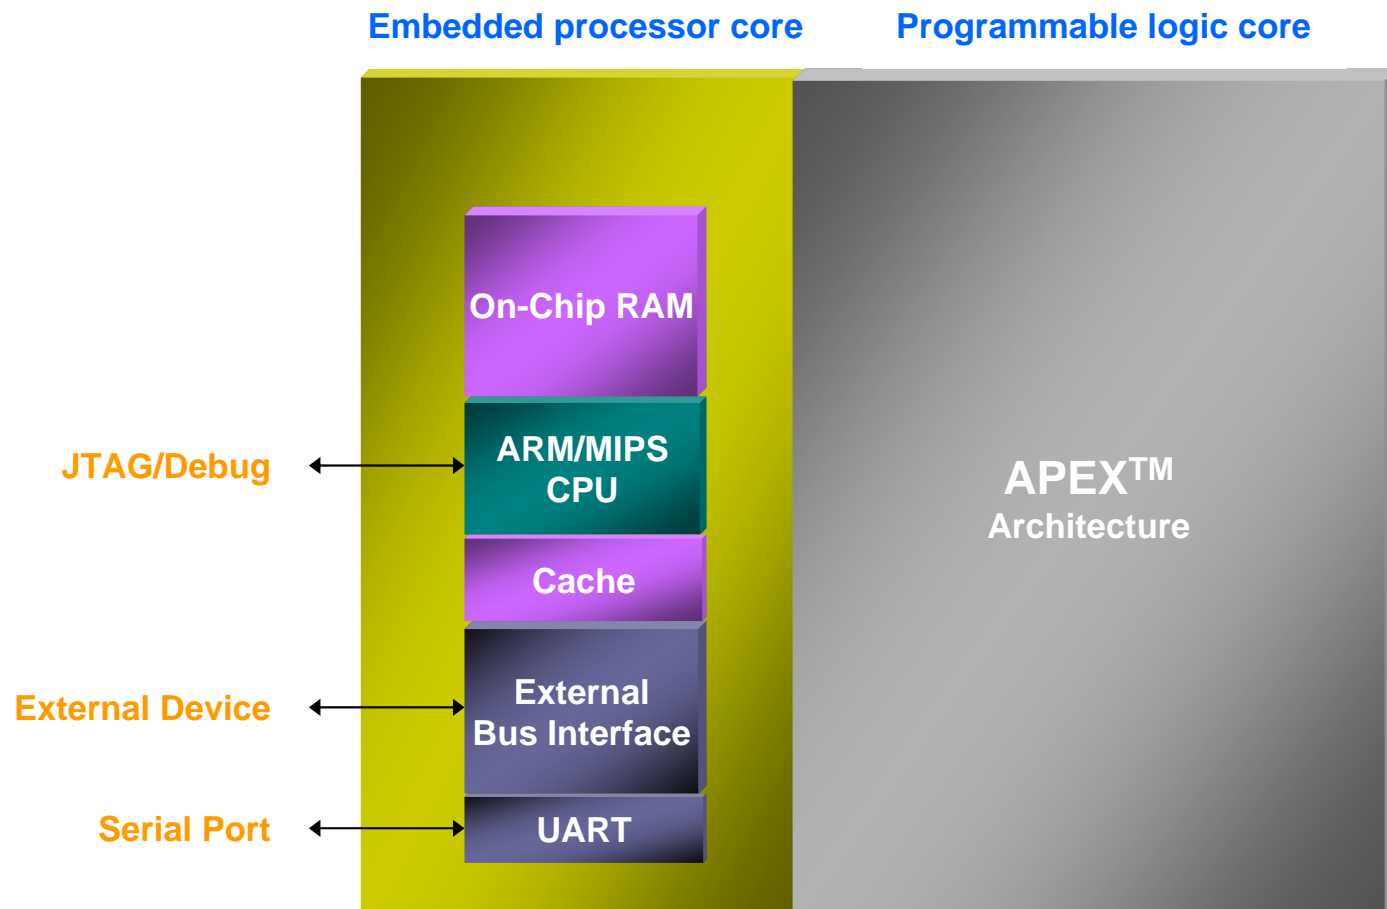 Embedded processor core
Programmable logic core
On-Chip RAM
JTAG/Debug
ARM/MIPS
CPU
APEX™
Architecture
Cache
External Device
External
Bus Interface
Serial Port
UART